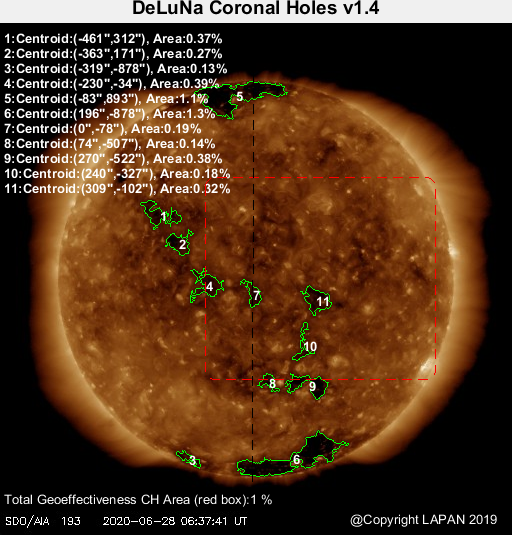 DeLuNa Coronal Holes v1.4
1:Centroid:(-461",312"), Area:0.37%
2:Centroid:(-363",171"), Area:0.27%
3:Centroid:(-319",-878"), Area:0.13%
4:Centroid:(-230",-34"), Area:0.39%
5:Centroid:(-83",893"), Area:1.1%
6:Centroid:(196",-878"), Area:1.3%
7:Centroid:(0",-78"), Area:0.19%
8:Centroid:(74",-507"), Area:0.14%
9:Centroid:(270",-522"), Area:0.38%
10:Centroid:(240",-327"), Area:0.18%
11:Centroid:(309",-102"), Area:0.32%
5
1
2
4
7
11
10
8
9
3
6
Total Geoeffectiveness CH Area (red box):1 %
SDO/AIA 193 2020-06-28 06:37:41 UT
@Copyright LAPAN 2019